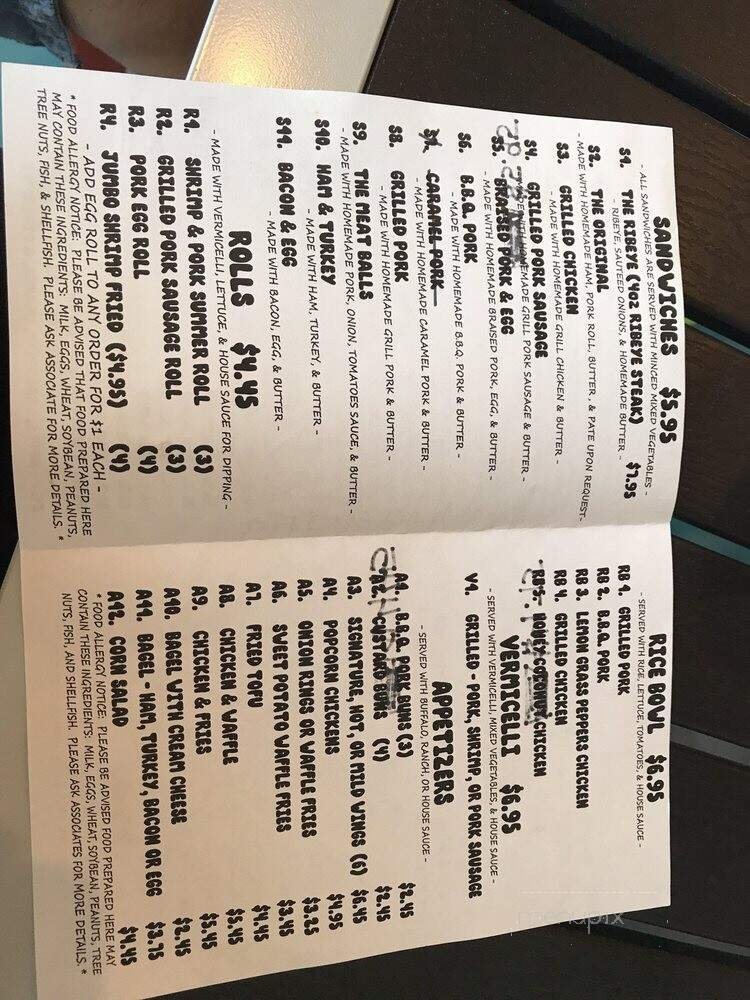 SANDWICHES $5.95
- ALL SANDWICHES ARE SERVED WITH MINCED MIXED VEGETABLES -
S1. THE RIBEYE (4OZ RIBEYE STEAK) $7.95
- RIBEYE, SAUTEED ONIONS, & HOMEMADE BUTTER -
S2. THE ORIGINAL
- MADE WITH HOMEMADE HAM, PORK ROLL, BUTTER, & PATE UPON REQUEST-
S3. GRILLED CHICKEN
- MADE WITH HOMEMADE GRILL CHICKEN & BUTTER -
S4. GRILLED PORK SAUSAGE
- MADE WITH HOMEMADE GRILL PORK SAUSAGE & BUTTER -
S5. BRAISED PORK & EGG
- MADE WITH HOMEMADE BRAISED PORK, EGG, & BUTTER -
S6. B.B.Q. PORK
- MADE WITH HOMEMADE B.B.Q. PORK & BUTTER -
S7. CARAMEL PORK
- MADE WITH HOMEMADE CARAMEL PORK & BUTTER -
S8. GRILLED PORK
- MADE WITH HOMEMADE GRILL PORK & BUTTER -
S9. THE MEAT BALLS
- MADE WITH HOMEMADE PORK, ONION, TOMATOES SAUCE, & BUTTER -
S10. HAM & TURKEY
- MADE WITH HAM, TURKEY, & BUTTER -
S11. BACON & EGG
- MADE WITH BACON, EGG, & BUTTER -
ROLLS $4.45
- MADE WITH VERMICELLI, LETTUCE, & HOUSE SAUCE FOR DIPPING -
R1. SHRIMP & PORK SUMMER ROLL (3)
R2. GRILLED PORK SAUSAGE ROLL (3)
R3. PORK EGG ROLL (4)
R4. JUMBO SHRIMP FRIED ($4.95) (4)
- ADD EGG ROLL TO ANY ORDER FOR $1 EACH -
* FOOD ALLERGY NOTICE: PLEASE BE ADVISED THAT FOOD PREPARED HERE
MAY CONTAIN THESE INGREDIENTS: MILK, EGGS, WHEAT, SOYBEAN, PEANUTS,
TREE NUTS, FISH, & SHELLFISH. PLEASE ASK ASSOCIATE FOR MORE DETAILS. *
RICE BOWL $6.95
- SERVED WITH RICE, LETTUCE, TOMATOES, & HOUSE SAUCE -
RB 1. GRILLED PORK
RB 2. B.B.Q. PORK
RB 3. LEMON GRASS PEPPERS CHICKEN
RB 4. GRILLED CHICKEN
RB 5. HONEY COCONUT CHICKEN
VERMICELLI $6.95
- SERVED WITH VERMICELLI, MIXED VEGETABLES, & HOUSE SAUCE -
V1. GRILLED - PORK, SHRIMP, OR PORK SAUSAGE
APPETIZERS
- SERVED WITH BUFFALO, RANCH, OR HOUSE SAUCE -
A1. B.B.Q. PORK BUNS (3) $2.45
A2. CUSTARD BUNS (4) $2.45
A3. SIGNATURE, HOT, OR MILD WINGS (6) $6.45
A4. POPCORN CHICKENS $4.95
A5. ONION RINGS OR WAFFLE FRIES $3.25
A6. SWEET POTATO WAFFLE FRIES $3.45
A7. FRIED TOFU $4.45
A8. CHICKEN & WAFFLE $5.45
A9. CHICKEN & FRIES $5.45
A10. BAGEL WITH CREAM CHEESE $2.45
A11. BAGEL - HAM, TURKEY, BACON OR EGG $3.75
A12. CORN SALAD $4.45
* FOOD ALLERGY NOTICE: PLEASE BE ADVISED FOOD PREPARED HERE MAY
CONTAIN THESE INGREDIENTS: MILK, EGGS, WHEAT, SOYBEAN, PEANUTS, TREE
NUTS, FISH, AND SHELLFISH. PLEASE ASK ASSOCIATES FOR MORE DETAILS. *